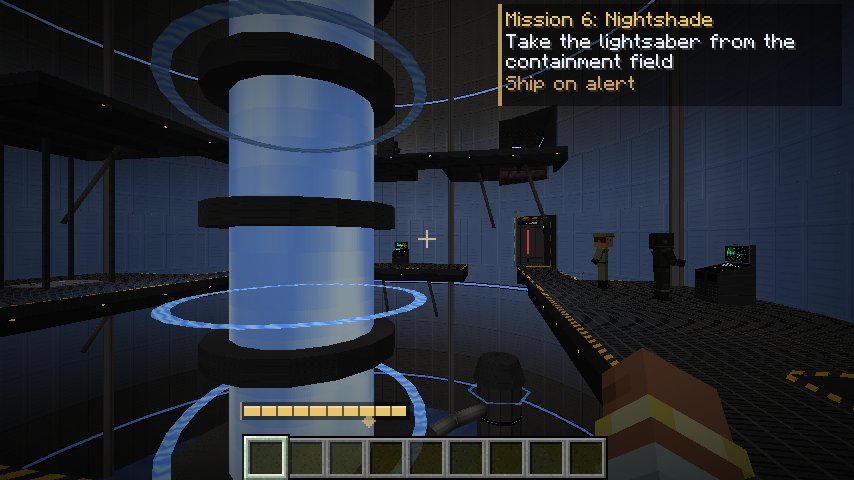 Mission 6: Nightshade
Take the lightsaber from the
containment field
Ship on alert